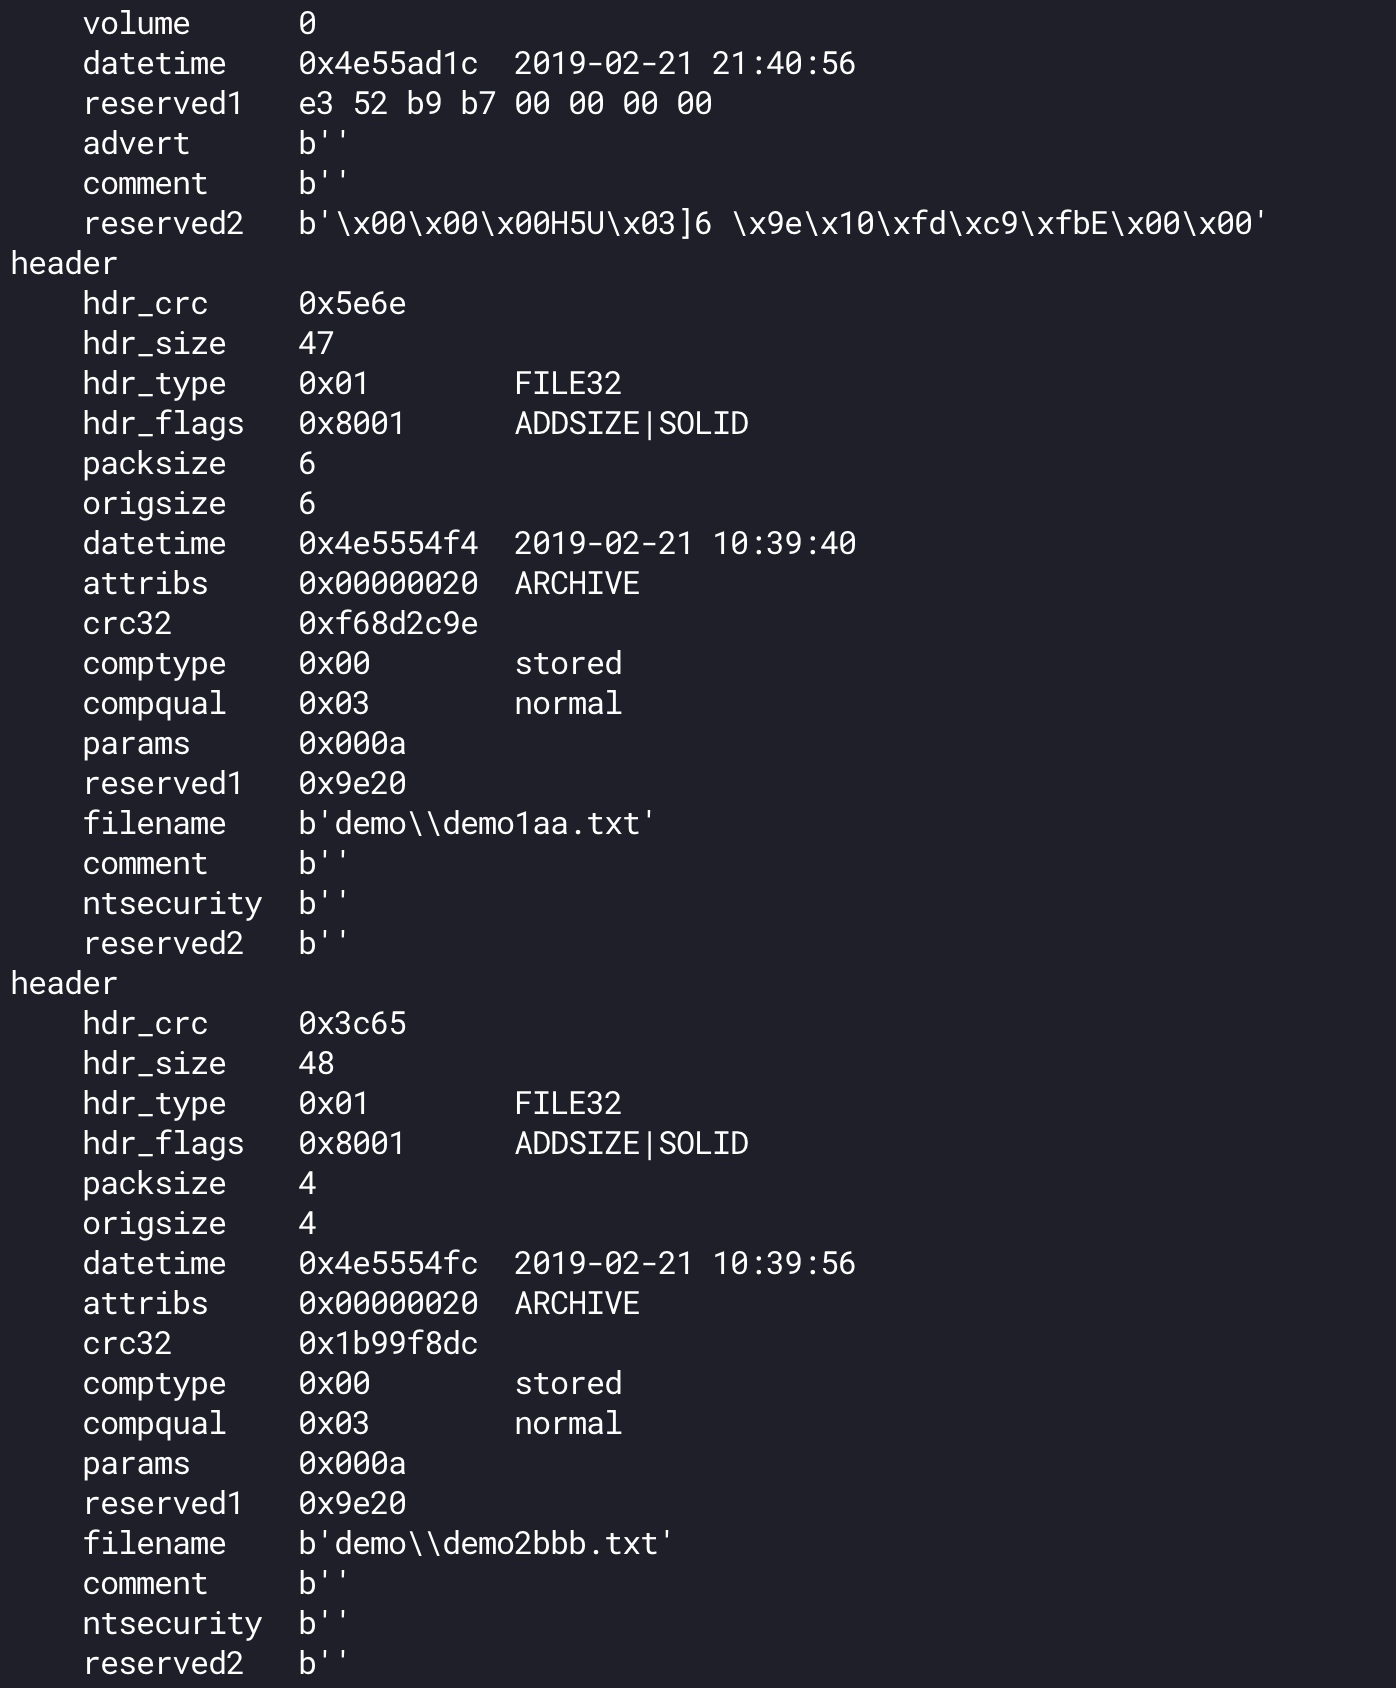 volume      0
    datetime    0x4e55ad1c  2019-02-21 21:40:56
    reserved1   e3 52 b9 b7 00 00 00 00
    advert      b''
    comment     b''
    reserved2   b'\x00\x00\x00H5U\x03]6 \x9e\x10\xfd\xc9\xfbE\x00\x00'
header
    hdr_crc     0x5e6e
    hdr_size    47
    hdr_type    0x01        FILE32
    hdr_flags   0x8001      ADDSIZE|SOLID
    packsize    6
    origsize    6
    datetime    0x4e5554f4  2019-02-21 10:39:40
    attribs     0x00000020  ARCHIVE
    crc32       0xf68d2c9e
    comptype    0x00        stored
    compqual    0x03        normal
    params      0x000a
    reserved1   0x9e20
    filename    b'demo\\demo1aa.txt'
    comment     b''
    ntsecurity  b''
    reserved2   b''
header
    hdr_crc     0x3c65
    hdr_size    48
    hdr_type    0x01        FILE32
    hdr_flags   0x8001      ADDSIZE|SOLID
    packsize    4
    origsize    4
    datetime    0x4e5554fc  2019-02-21 10:39:56
    attribs     0x00000020  ARCHIVE
    crc32       0x1b99f8dc
    comptype    0x00        stored
    compqual    0x03        normal
    params      0x000a
    reserved1   0x9e20
    filename    b'demo\\demo2bbb.txt'
    comment     b''
    ntsecurity  b''
    reserved2   b''